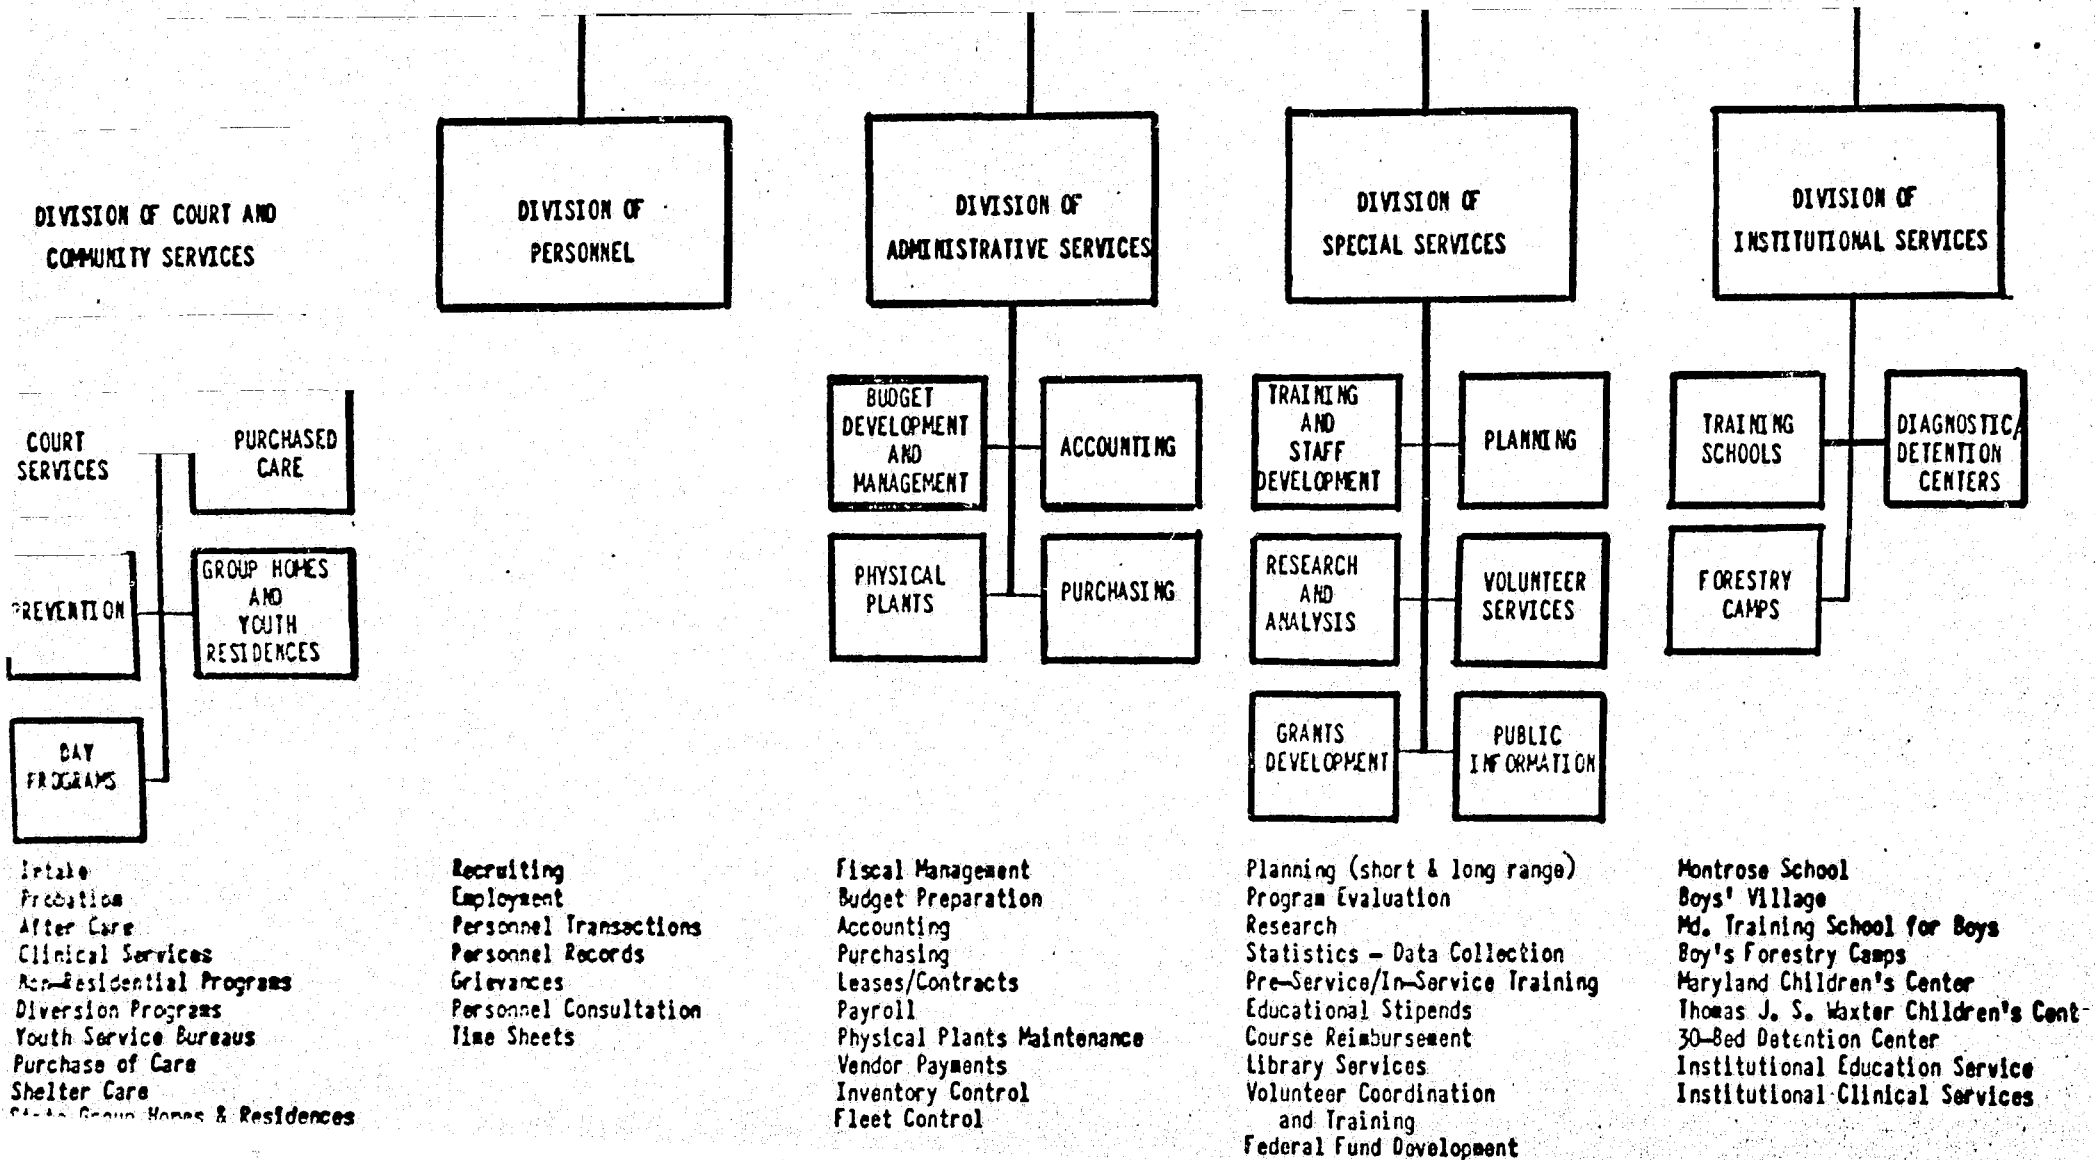 DIVISION OF COURT AND
COMMUNITY SERVICES
DIVISION OF
PERSONNEL
DIVISION OF
ADMINISTRATIVE SERVICES
DIVISION OF
SPECIAL SERVICES
DIVISION OF
INSTITUTIONAL SERVICES
COURT
SERVICES
PURCHASED
CARE
PREVENTION
GROUP HOMES
AND
YOUTH
RESIDENCES
DAY
PROGRAMS
BUDGET
DEVELOPMENT
AND
MANAGEMENT
ACCOUNTING
PHYSICAL
PLANTS
PURCHASING
TRAINING
AND
STAFF
DEVELOPMENT
PLANNING
RESEARCH
AND
ANALYSIS
VOLUNTEER
SERVICES
GRANTS
DEVELOPMENT
PUBLIC
INFORMATION
TRAINING
SCHOOLS
DIAGNOSTIC/
DETENTION
CENTERS
FORESTRY
CAMPS
Intake
Probation
After Care
Clinical Services
Non-Residential Programs
Diversion Programs
Youth Service Bureaus
Purchase of Care
Shelter Care
State Group Homes & Residences
Recruiting
Employment
Personnel Transactions
Personnel Records
Grievances
Personnel Consultation
Time Sheets
Fiscal Management
Budget Preparation
Accounting
Purchasing
Leases/Contracts
Payroll
Physical Plants Maintenance
Vendor Payments
Inventory Control
Fleet Control
Planning (short & long range)
Program Evaluation
Research
Statistics - Data Collection
Pre-Service/In-Service Training
Educational Stipends
Course Reimbursement
Library Services
Volunteer Coordination
and Training
Federal Fund Development
Montrose School
Boys' Village
Md. Training School for Boys
Boy's Forestry Camps
Maryland Children's Center
Thomas J. S. Waxter Children's Cent
30-Bed Detention Center
Institutional Education Service
Institutional Clinical Services